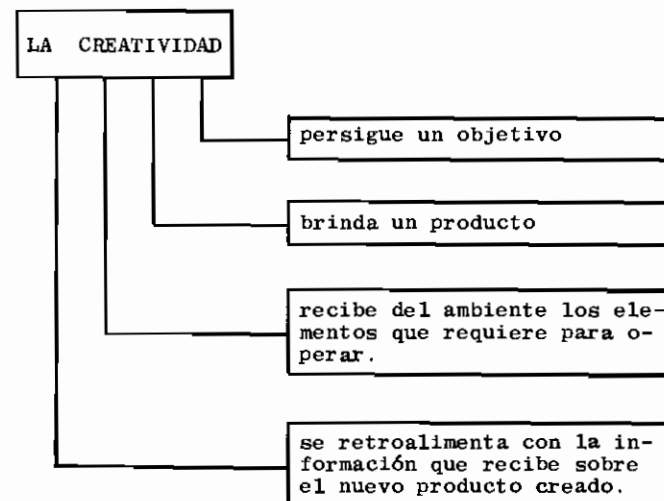 LA CREATIVIDAD
persigue un objetivo
brinda un producto
recibe del ambiente los ele-
mentos que requiere para o-
perar.
se retroalimenta con la in-
formación que recibe sobre
el nuevo producto creado.